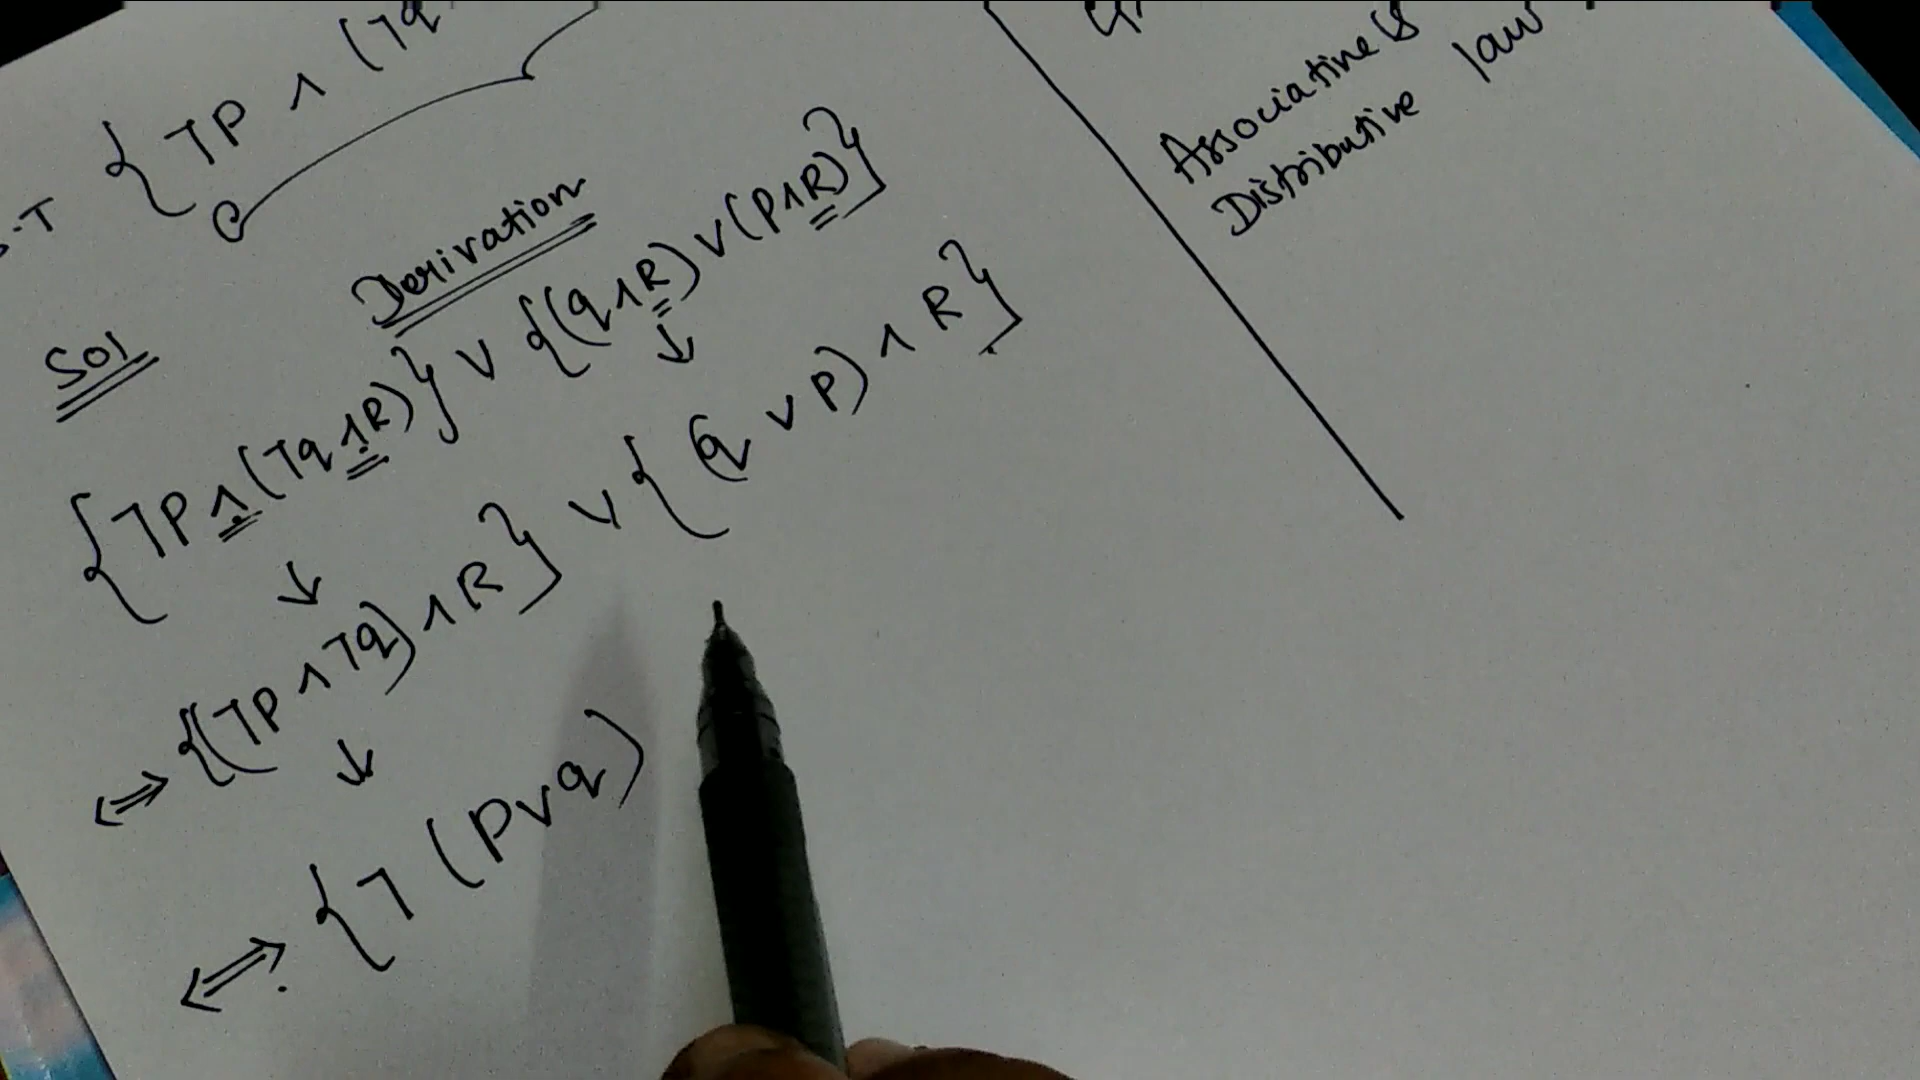 S.T { ¬P ∧ (¬q
Associative &
Distributive law
Derivation
Sol
{¬P ∧ (¬q ∧ R)} ∨ {(q ∧ R) ∨ (P ∧ R)}
⇔ {(¬P ∧ ¬q) ∧ R} ∨ {(q ∨ P) ∧ R}
⇔ {¬(P ∨ q)